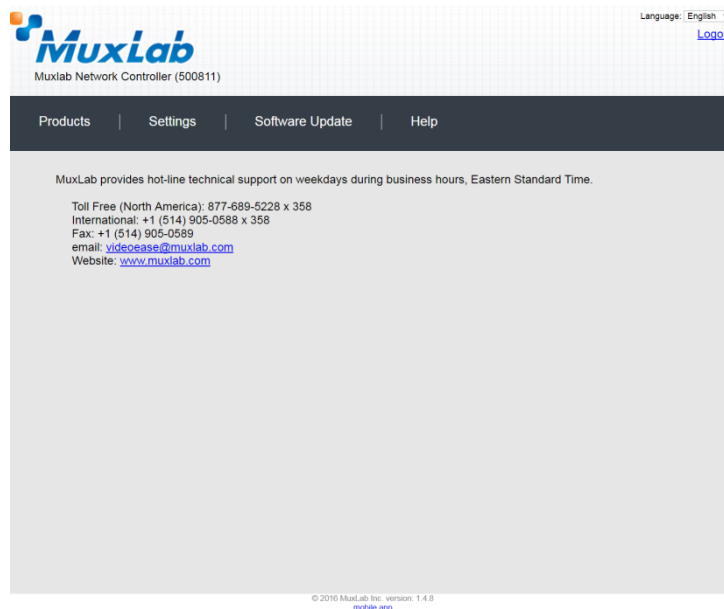 Language: English
Logo
MuxLab
Muxlab Network Controller (500811)
Products | Settings | Software Update | Help
MuxLab provides hot-line technical support on weekdays during business hours, Eastern Standard Time.
Toll Free (North America): 877-689-5228 x 358
International: +1 (514) 905-0588 x 358
Fax: +1 (514) 905-0589
email: videoease@muxlab.com
Website: www.muxlab.com
© 2016 MuxLab Inc. version: 1.4.8
mobile app